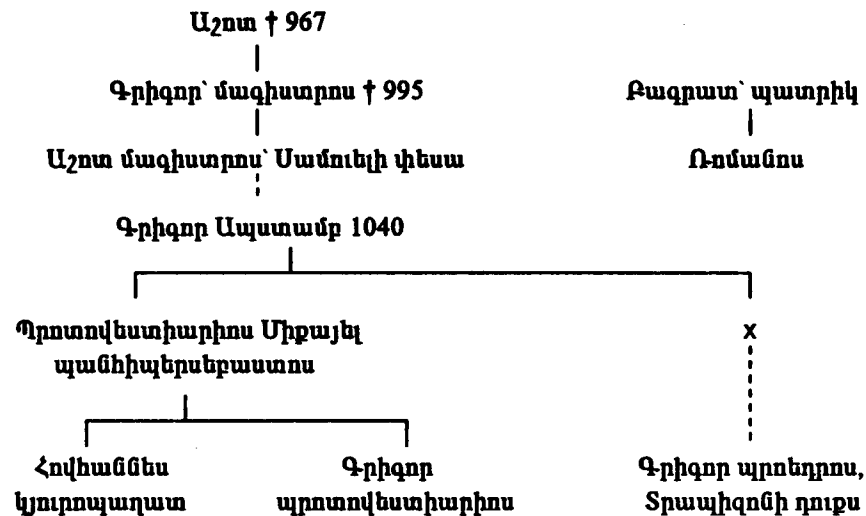 Աշոտ † 967
Գրիգոր՝ մագիստրոս † 995
Բագրատ՝ պատրիկ
Աշոտ մագիստրոս՝ Սամուելի փեսա
Ռոմանոս
Գրիգոր Ապստամբ 1040
Պրոտովեստիարիոս Միքայել
պանհիպերսեբաստոս
x
Հովհաննես
կյուրոպաղատ
Գրիգոր
պրոտովեստիարիոս
Գրիգոր պրոեդրոս,
Տրապիզոնի դուքս